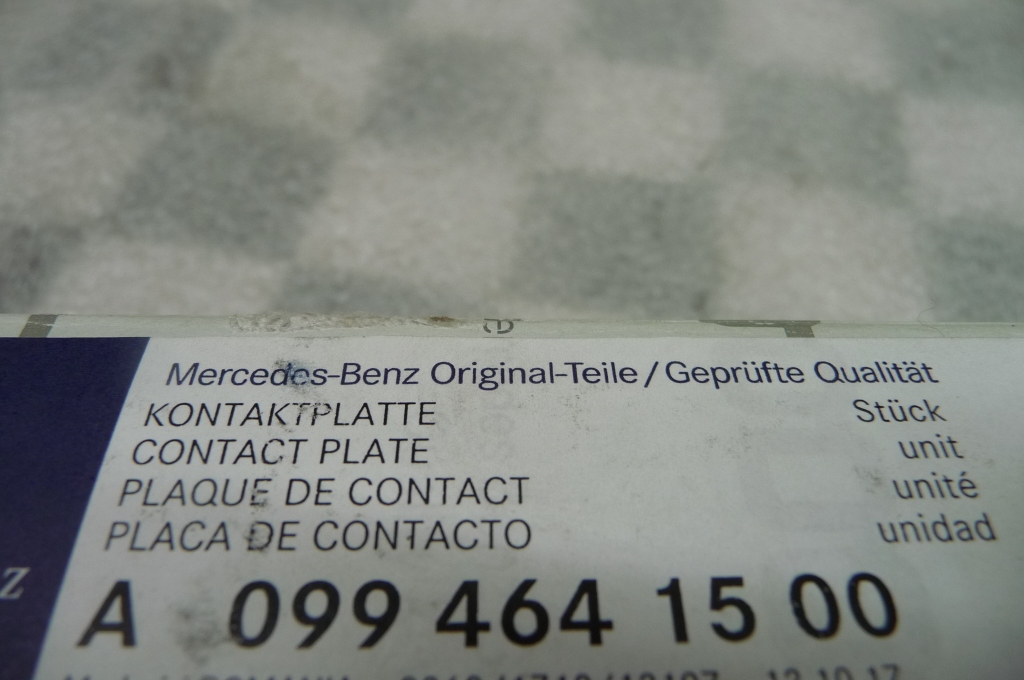 Mercedes-Benz Original-Teile/Geprüfte Qualität
KONTAKTPLATTE Stück
CONTACT PLATE unit
PLAQUE DE CONTACT unité
PLACA DE CONTACTO unidad
Z
A 099 464 15 00